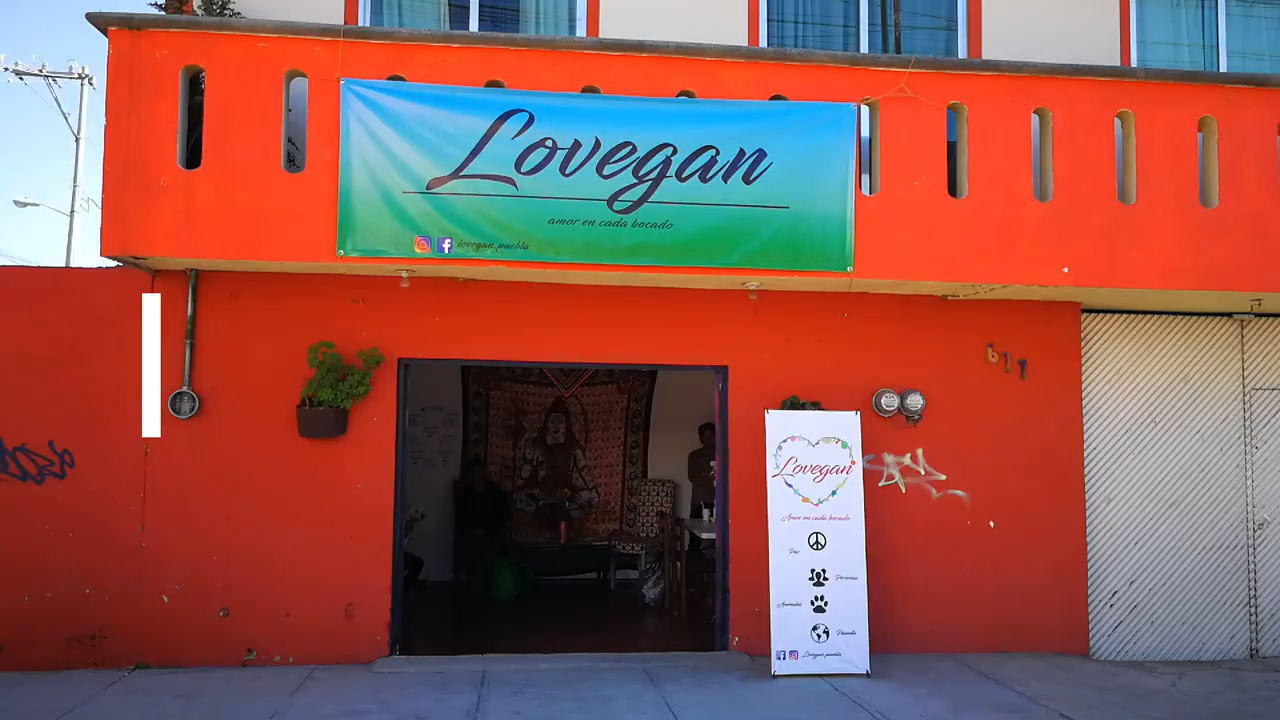 Lovegan
amor en cada bocado
lovegan.puebla
617
Lovegan
Amor en cada bocado
Paz
Personas
Animales
Planeta
Lovegan.puebla